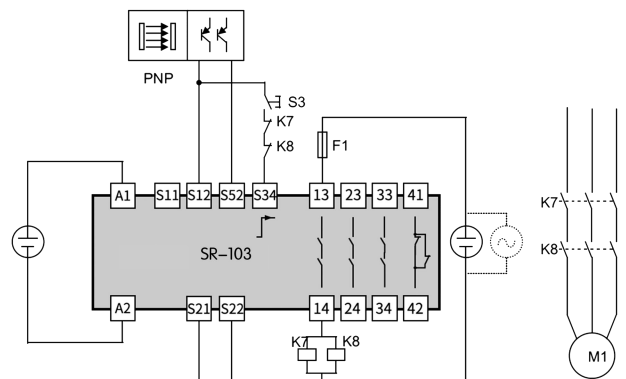 PNP
S3
K7
K8
F1
A1 S11 S12 S52 S34 13 23 33 41
K7
K8
SR-103
A2 S21 S22 14 24 34 42
K7 K8
M1